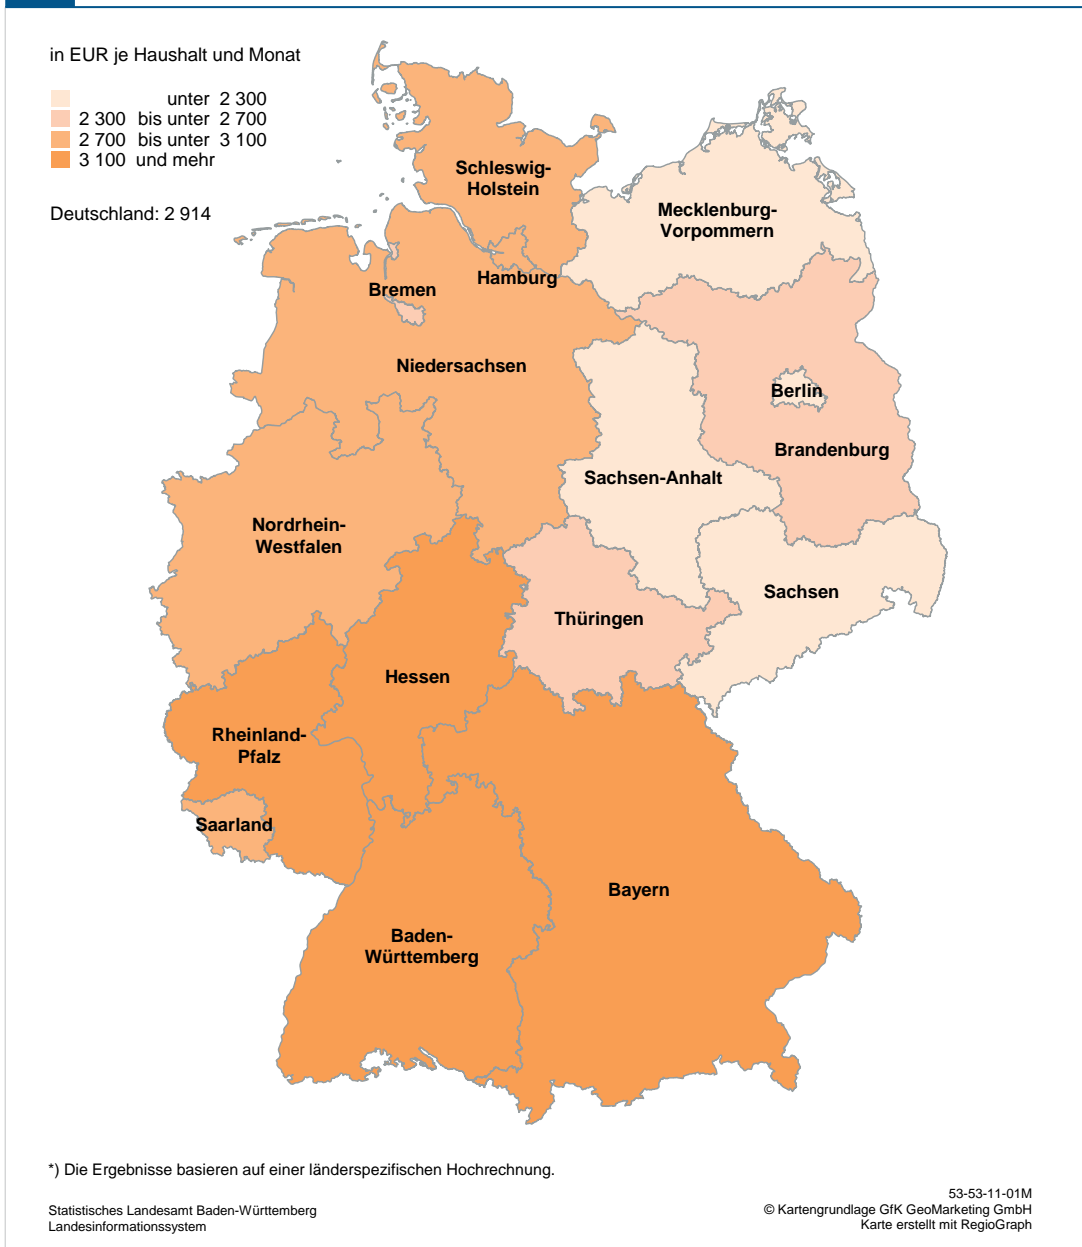 in EUR je Haushalt und Monat
unter 2 300
2 300 bis unter 2 700
2 700 bis unter 3 100
3 100 und mehr
Deutschland: 2 914
Schleswig-
Holstein
Mecklenburg-
Vorpommern
Hamburg
Bremen
Niedersachsen
Berlin
Brandenburg
Sachsen-Anhalt
Nordrhein-
Westfalen
Sachsen
Thüringen
Hessen
Rheinland-
Pfalz
Saarland
Bayern
Baden-
Württemberg
*) Die Ergebnisse basieren auf einer länderspezifischen Hochrechnung.
Statistisches Landesamt Baden-Württemberg
Landesinformationssystem
53-53-11-01M
© Kartengrundlage GfK GeoMarketing GmbH
Karte erstellt mit RegioGraph